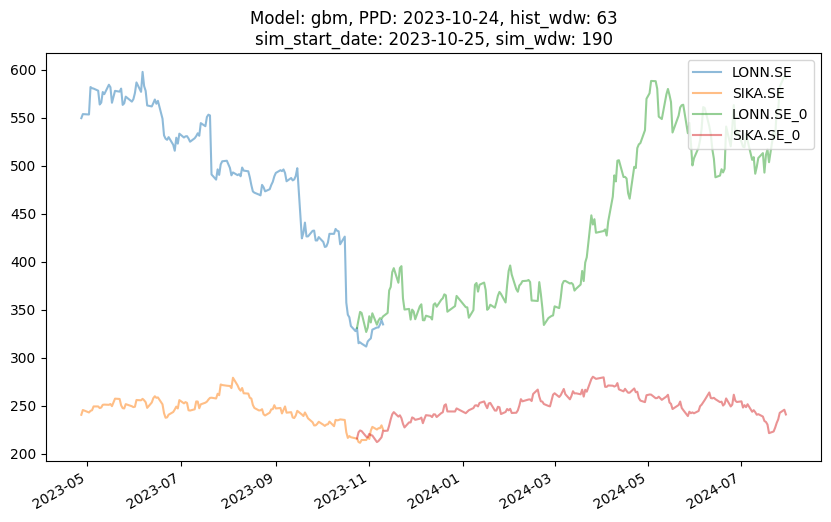 Model: gbm, PPD: 2023-10-24, hist_wdw: 63
sim_start_date: 2023-10-25, sim_wdw: 190
LONN.SE
SIKA.SE
LONN.SE_0
SIKA.SE_0
600
550
500
450
400
350
300
250
200
2023-05
2023-07
2023-09
2023-11
2024-01
2024-03
2024-05
2024-07